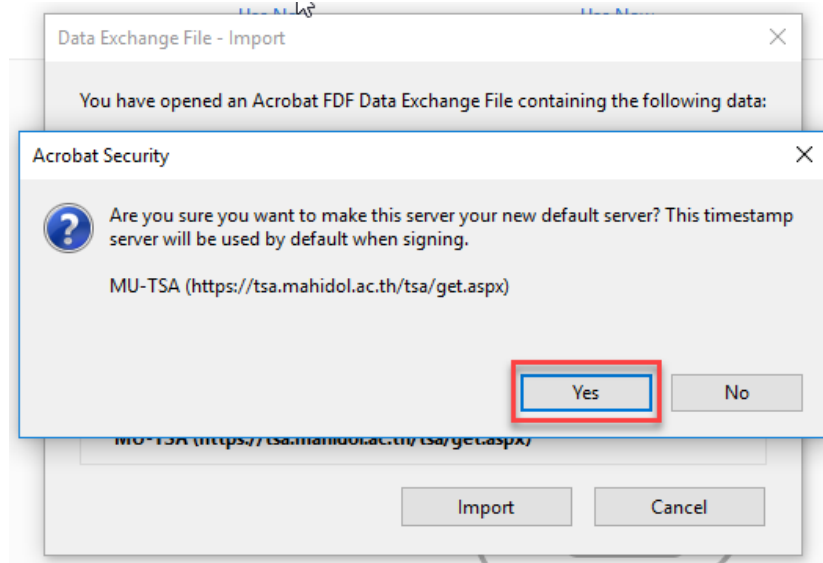 Data Exchange File - Import
You have opened an Acrobat FDF Data Exchange File containing the following data:
Acrobat Security
Are you sure you want to make this server your new default server? This timestamp
server will be used by default when signing.
MU-TSA (https://tsa.mahidol.ac.th/tsa/get.aspx)
Yes No
MU-TSA (https://tsa.mahidol.ac.th/tsa/get.aspx)
Import Cancel